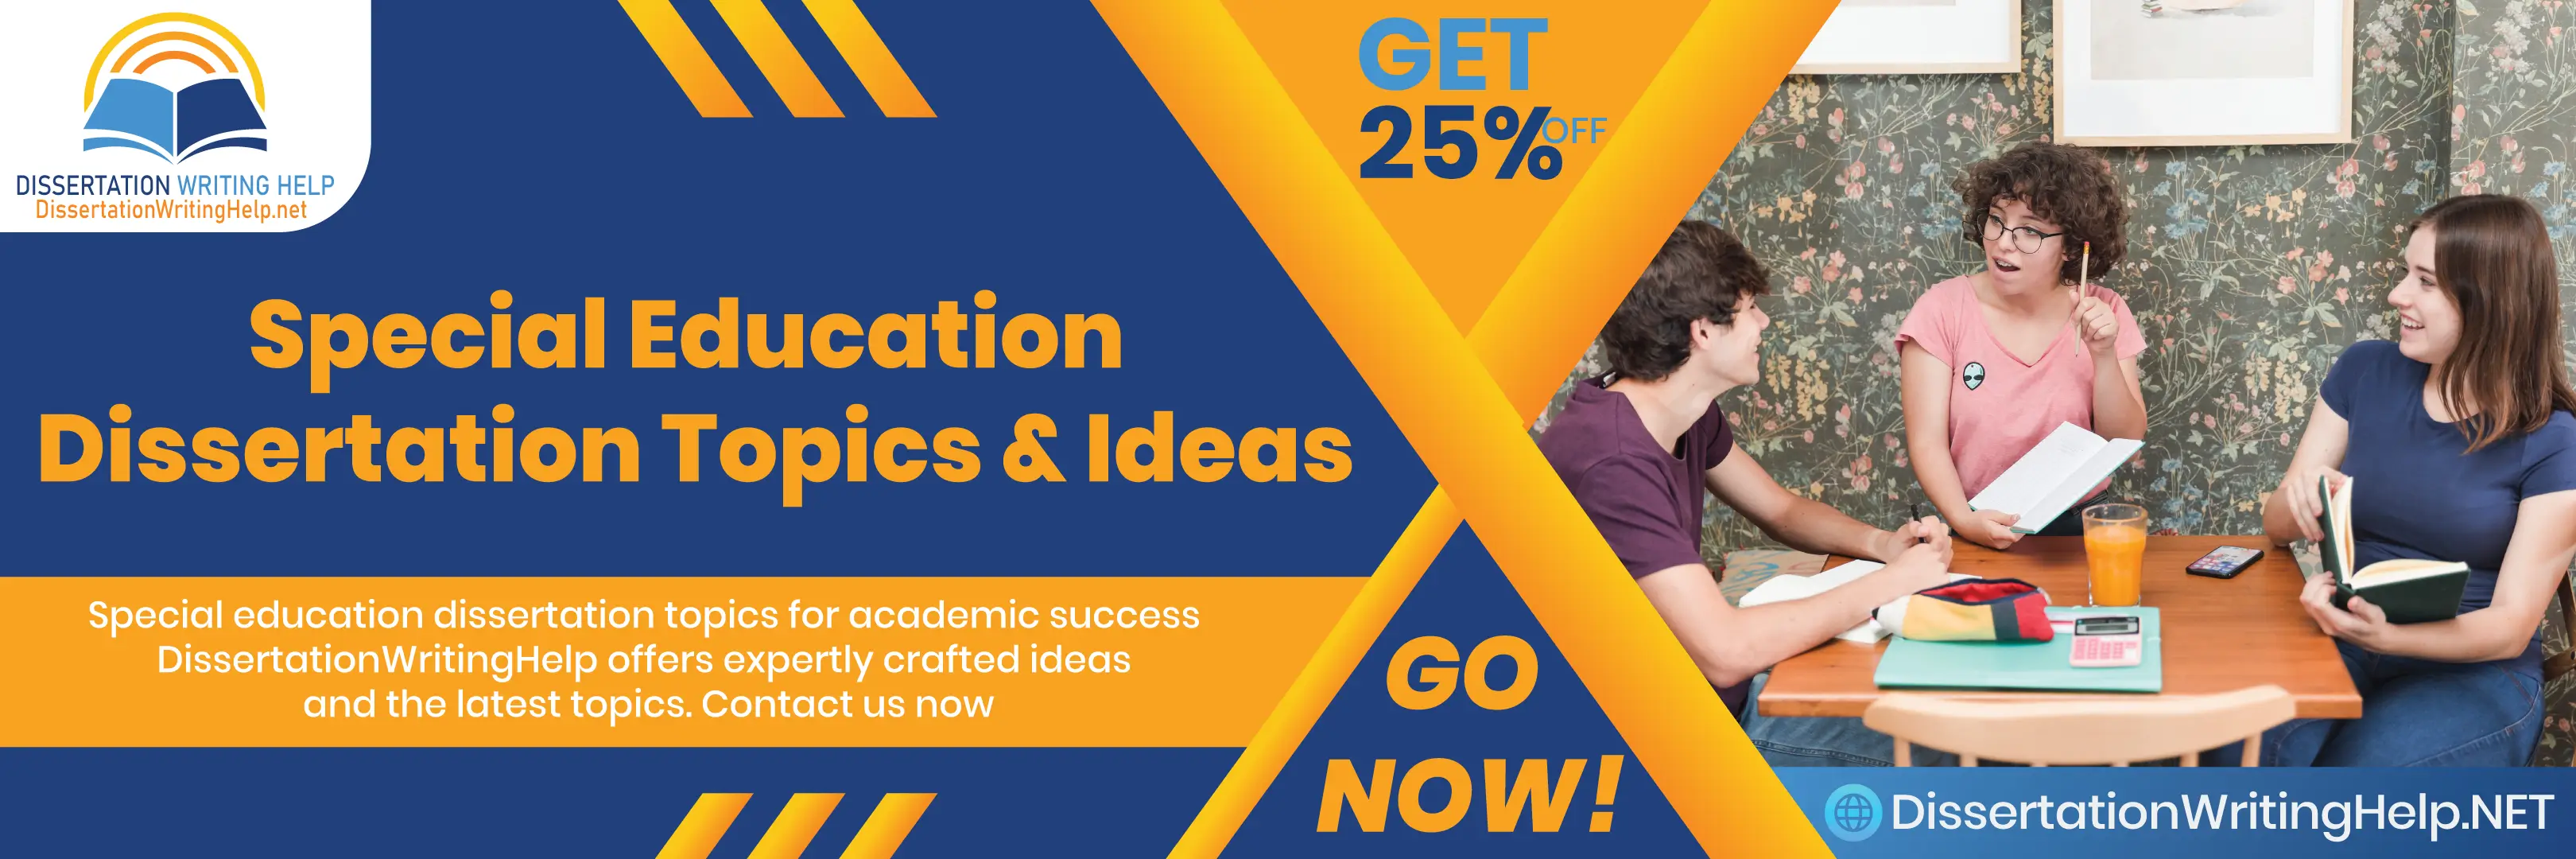 DISSERTATION WRITING HELP
DissertationWritingHelp.net
GET
25% OFF
Special Education
Dissertation Topics & Ideas
Special education dissertation topics for academic success
DissertationWritingHelp offers expertly crafted ideas
and the latest topics. Contact us now
GO
NOW!
DissertationWritingHelp.NET